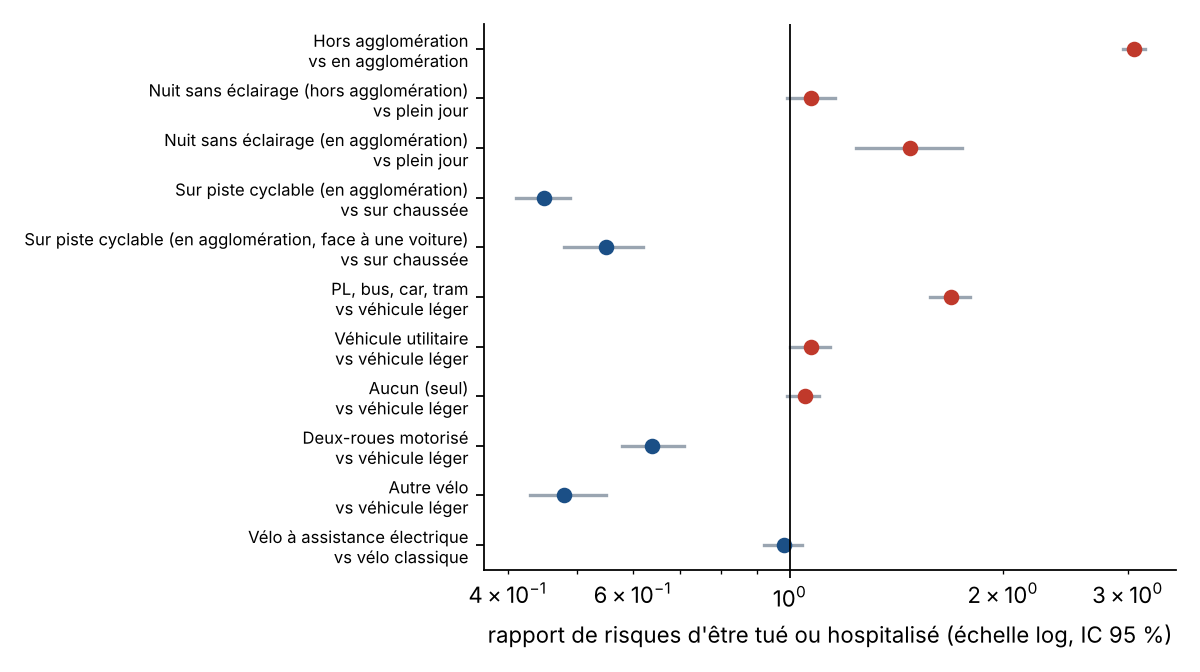 Hors agglomération
vs en agglomération
Nuit sans éclairage (hors agglomération)
vs plein jour
Nuit sans éclairage (en agglomération)
vs plein jour
Sur piste cyclable (en agglomération)
vs sur chaussée
Sur piste cyclable (en agglomération, face à une voiture)
vs sur chaussée
PL, bus, car, tram
vs véhicule léger
Véhicule utilitaire
vs véhicule léger
Aucun (seul)
vs véhicule léger
Deux-roues motorisé
vs véhicule léger
Autre vélo
vs véhicule léger
Vélo à assistance électrique
vs vélo classique
4 × 10⁻¹ 6 × 10⁻¹ 10⁰ 2 × 10⁰ 3 × 10⁰
rapport de risques d'être tué ou hospitalisé (échelle log, IC 95 %)